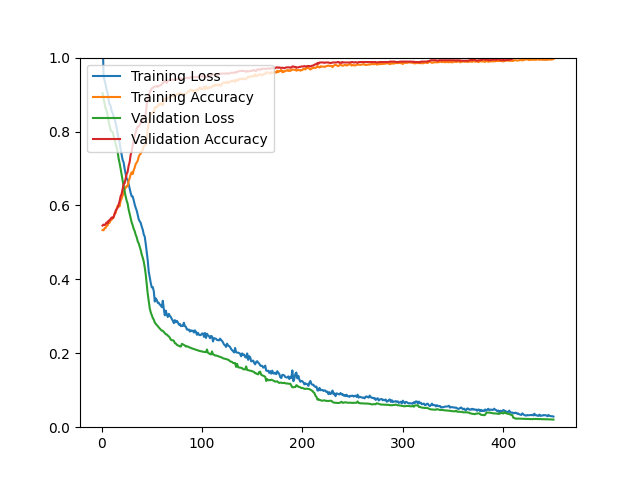 1.0
0.8
0.6
0.4
0.2
0.0
Training Loss
Training Accuracy
Validation Loss
Validation Accuracy
0 100 200 300 400